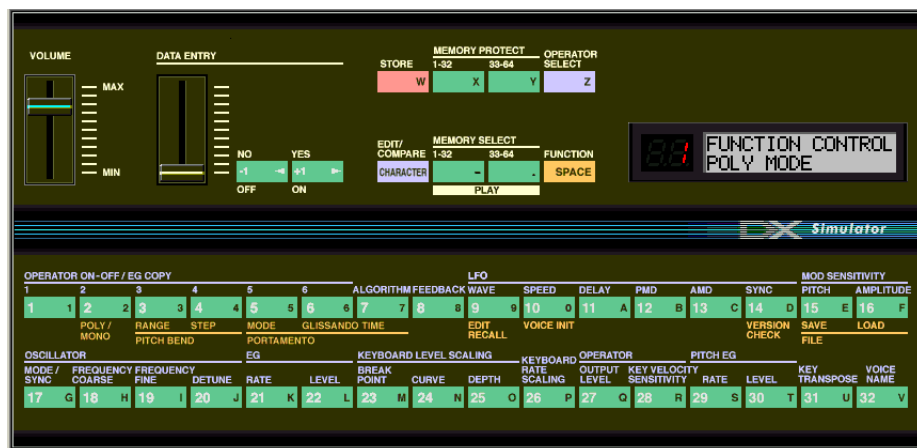 VOLUME
MAX
MIN
DATA ENTRY
NO
YES
-1
+1
OFF
ON
MEMORY PROTECT
OPERATOR
STORE
1-32
33-64
SELECT
W
X
Y
Z
EDIT/
COMPARE
MEMORY SELECT
1-32
33-64
FUNCTION
CHARACTER
-
.
SPACE
PLAY
1
FUNCTION CONTROL
POLY MODE
DX Simulator
OPERATOR ON-OFF / EG COPY
LFO
MOD SENSITIVITY
1 2 3 4 5 6 ALGORITHM FEEDBACK WAVE SPEED DELAY PMD AMD SYNC PITCH AMPLITUDE
1 1 2 2 3 3 4 4 5 5 6 6 7 7 8 8 9 9 10 0 11 A 12 B 13 C 14 D 15 E 16 F
POLY / MONO
RANGE STEP
PITCH BEND
MODE GLISSANDO TIME
PORTAMENTO
EDIT RECALL
VOICE INIT
VERSION CHECK
SAVE LOAD
FILE
OSCILLATOR
EG
KEYBOARD LEVEL SCALING
KEYBOARD RATE SCALING
OPERATOR
PITCH EG
MODE / SYNC FREQUENCY COARSE FREQUENCY FINE DETUNE RATE LEVEL BREAK POINT CURVE DEPTH OUTPUT LEVEL KEY VELOCITY SENSITIVITY RATE LEVEL KEY TRANSPOSE VOICE NAME
17 G 18 H 19 I 20 J 21 K 22 L 23 M 24 N 25 O 26 P 27 Q 28 R 29 S 30 T 31 U 32 V